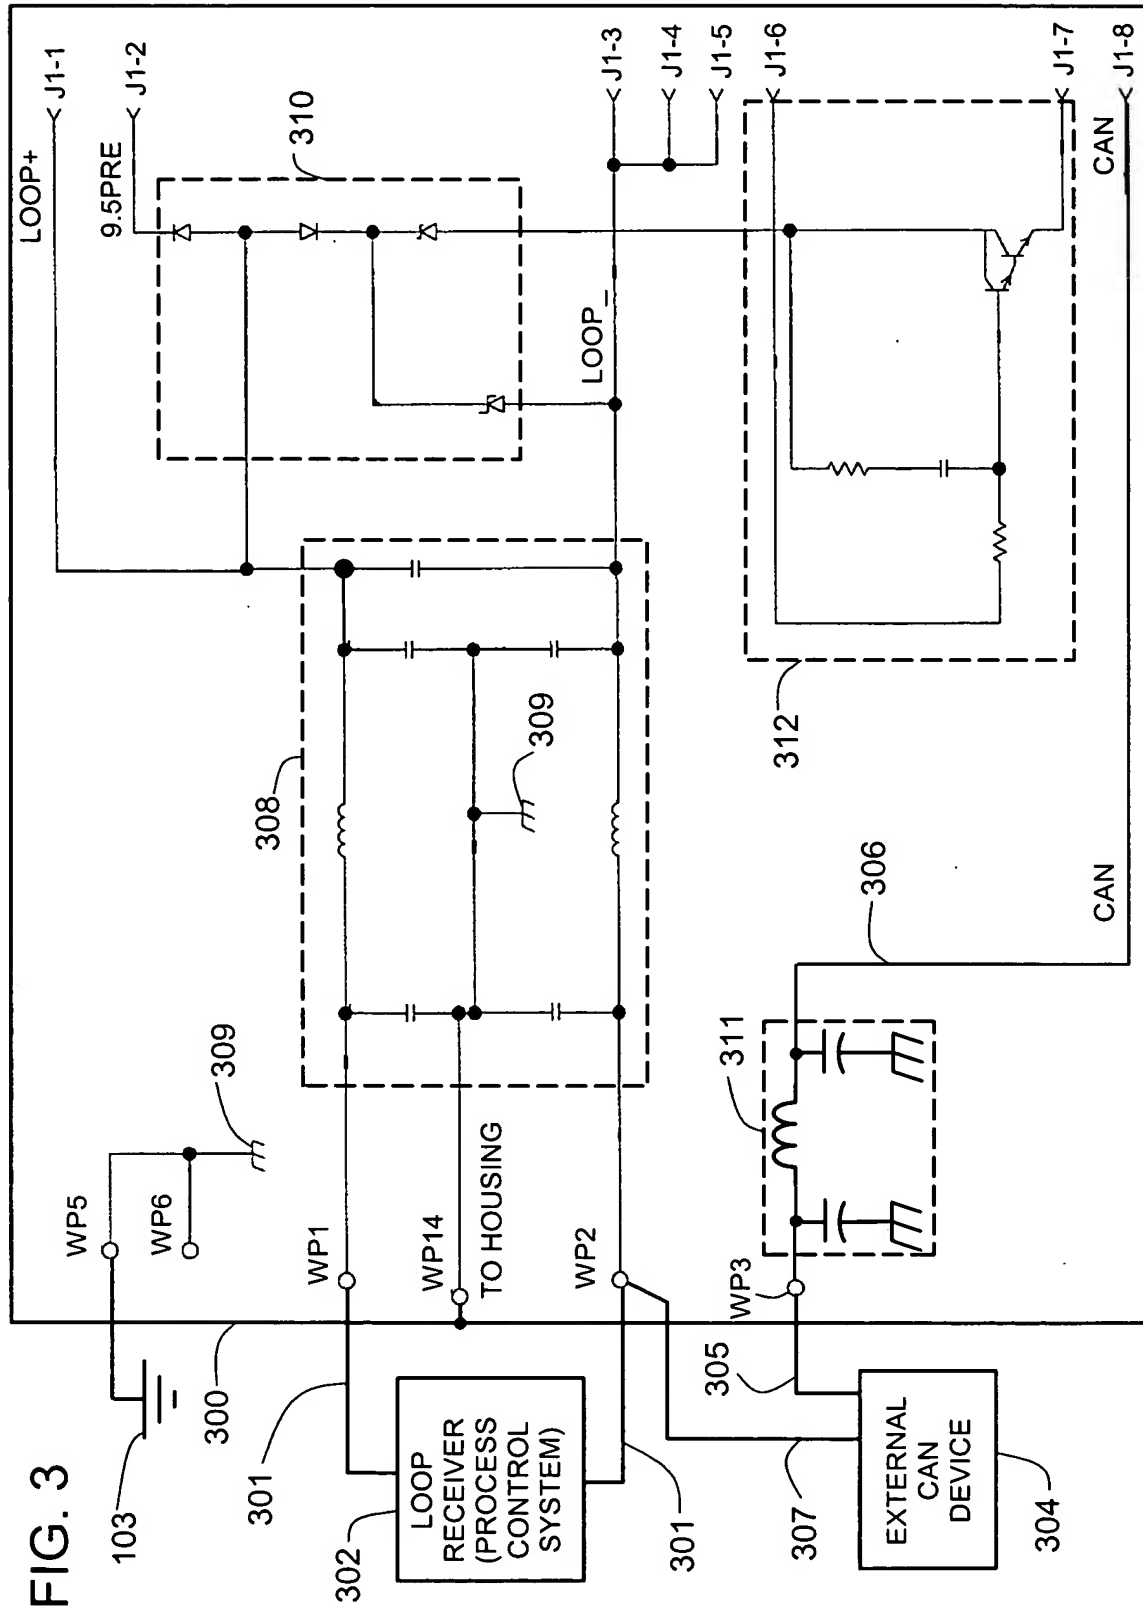 FIG. 3
103
300
301
302
LOOP
RECEIVER
(PROCESS
CONTROL
SYSTEM)
301
307
305
EXTERNAL
CAN
DEVICE
304
WP5
WP6
309
WP1
WP14
TO HOUSING
WP2
WP3
311
308
309
306
CAN
LOOP+
9.5PRE
310
LOOP_
312
CAN
J1-1
J1-2
J1-3
J1-4
J1-5
J1-6
J1-7
J1-8